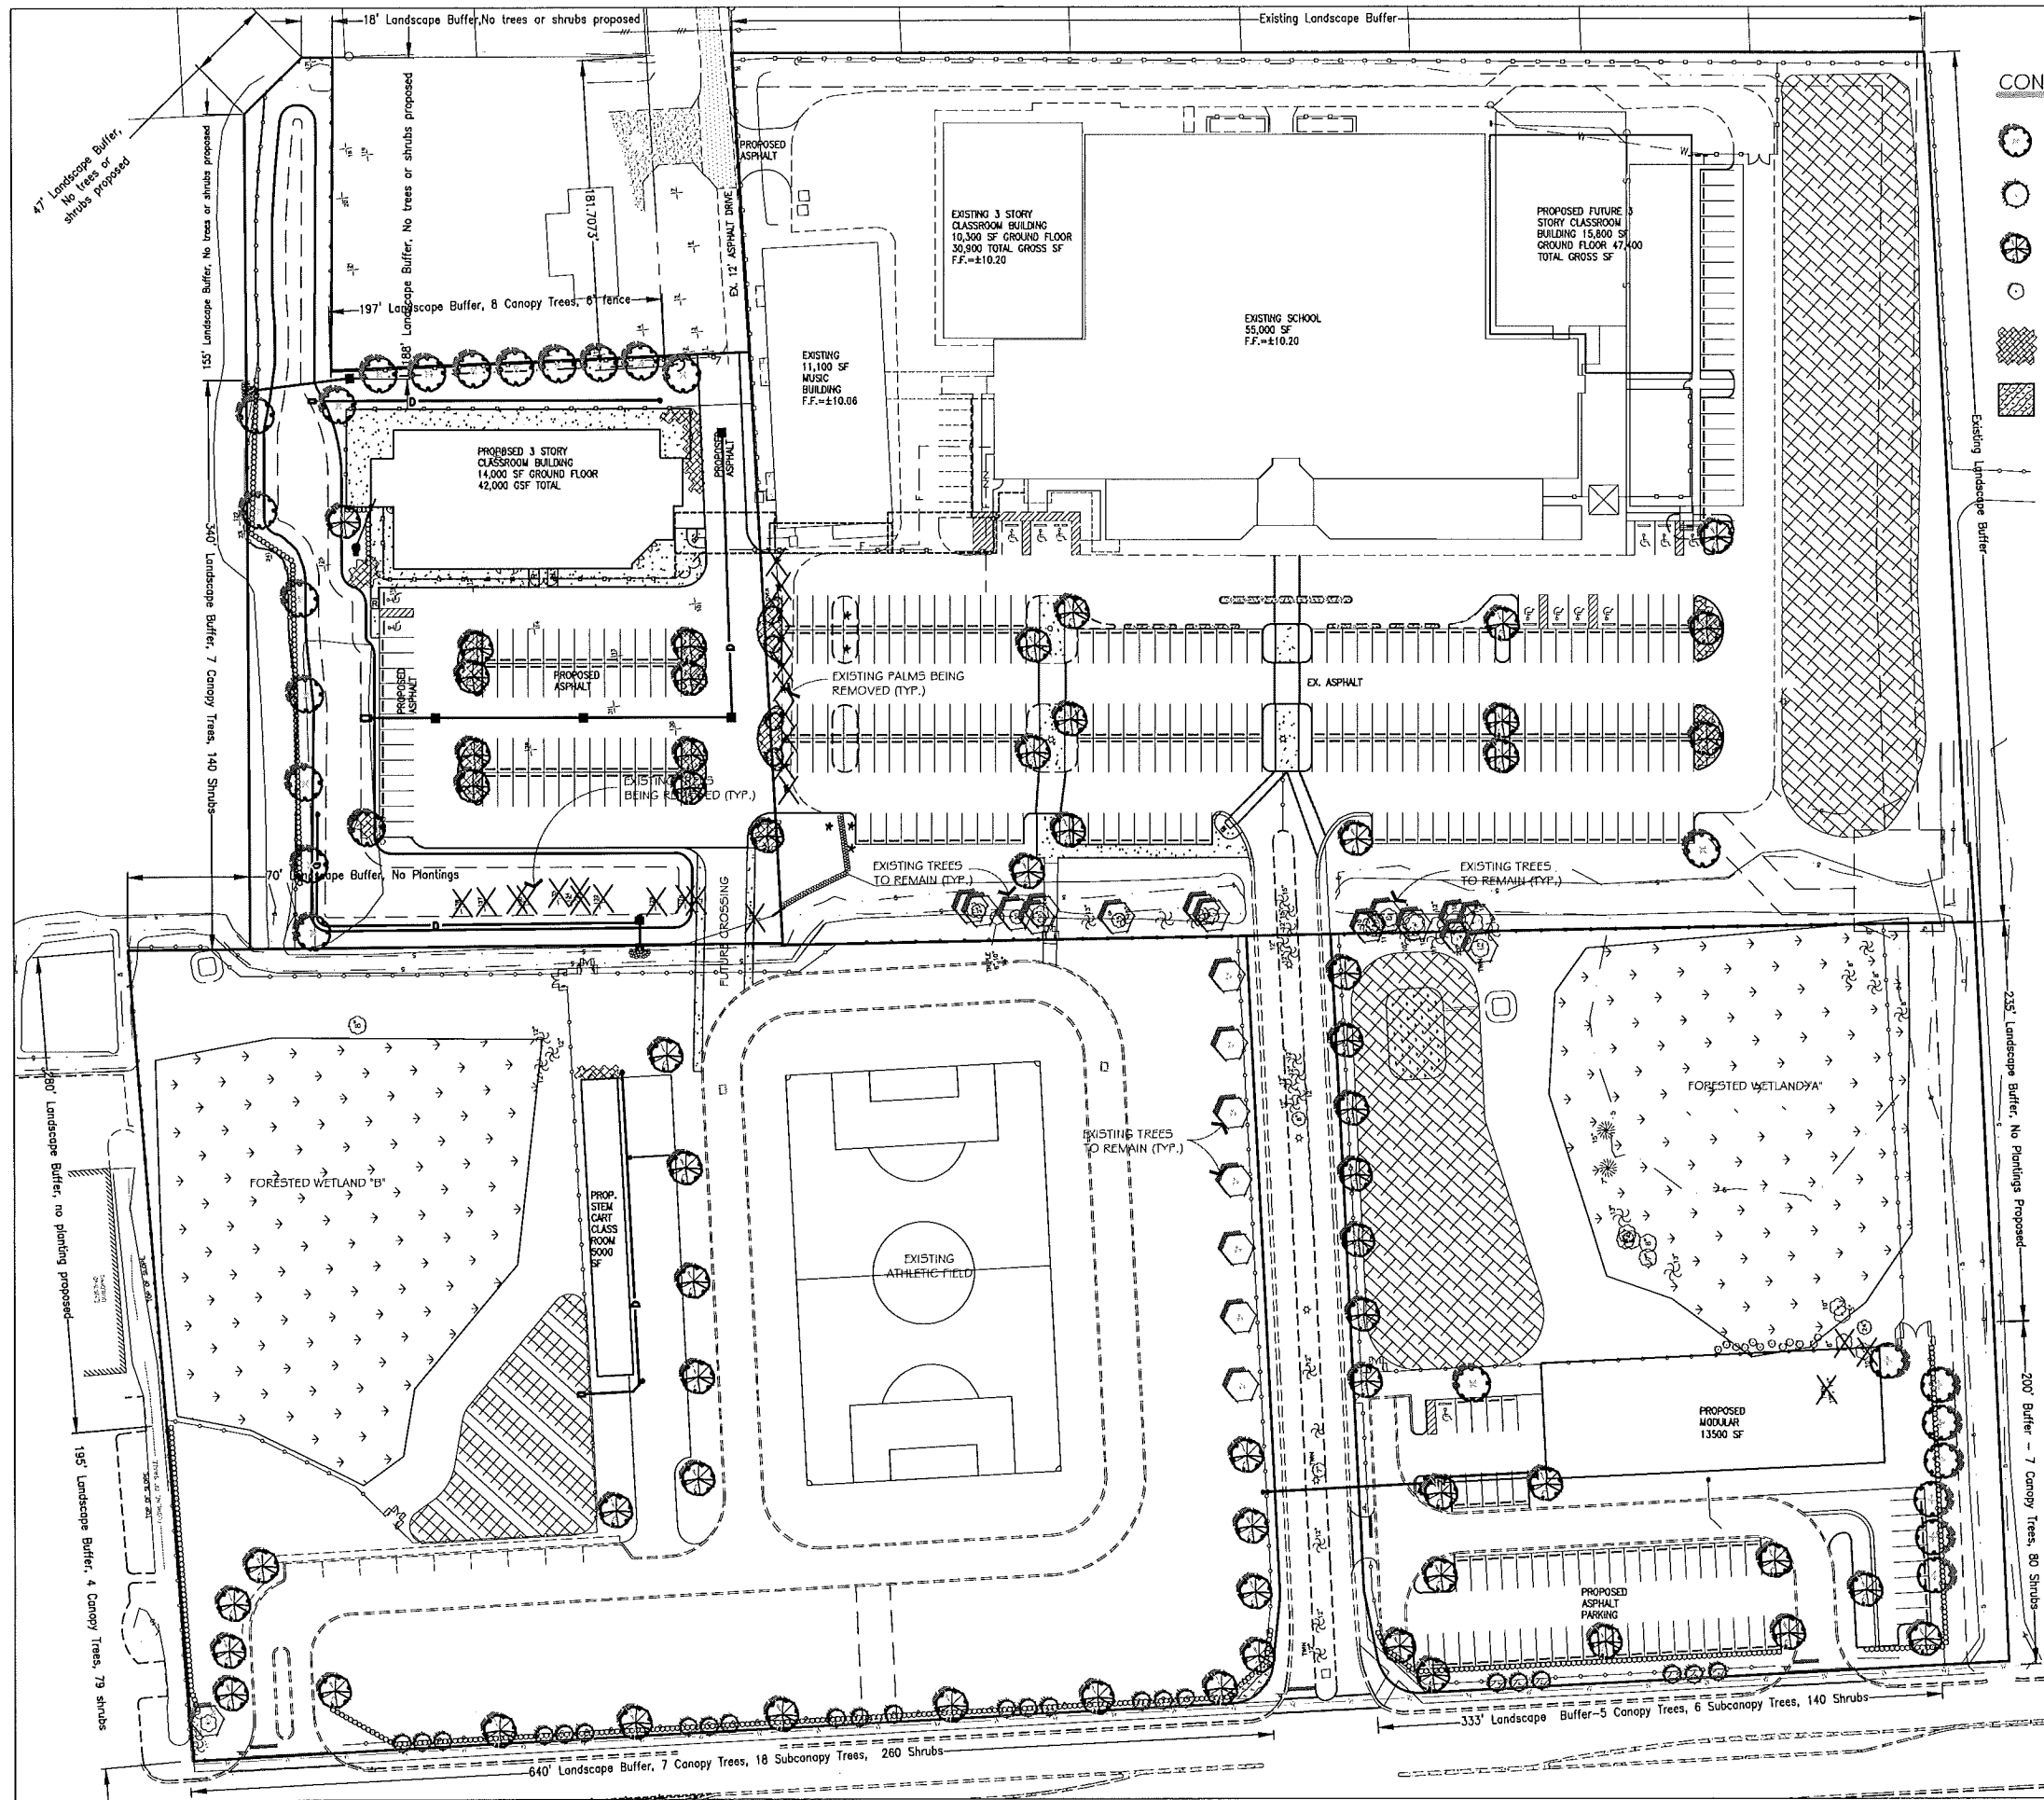 18' Landscape Buffer,No trees or shrubs proposed
Existing Landscape Buffer
CON
47' Landscape Buffer,
No trees or
shrubs proposed
155' Landscape Buffer, No trees or shrubs proposed
188' Landscape Buffer, No trees or shrubs proposed
181.7073'
197' Landscape Buffer, 8 Canopy Trees, 6' fence
EX. 12' ASPHALT DRIVE
PROPOSED
ASPHALT
EXISTING 3 STORY
CLASSROOM BUILDING
10,300 SF GROUND FLOOR
30,900 TOTAL GROSS SF
F.F.=±10.20
PROPOSED FUTURE 3
STORY CLASSROOM
BUILDING 15,800 SF
GROUND FLOOR 47,400
TOTAL GROSS SF
EXISTING SCHOOL
55,000 SF
F.F.=±10.20
EXISTING
11,100 SF
MUSIC
BUILDING
F.F.=±10.06
PROPOSED 3 STORY
CLASSROOM BUILDING
14,000 SF GROUND FLOOR
42,000 GSF TOTAL
PROPOSED
ASPHALT
Existing Landscape Buffer
340' Landscape Buffer, 7 Canopy Trees, 140 Shrubs
PROPOSED
ASPHALT
PROPOSED
ASPHALT
EXISTING PALMS BEING
REMOVED (TYP.)
EX. ASPHALT
EXISTING TREES
BEING REMOVED (TYP.)
70' Landscape Buffer, No Plantings
FUTURE CROSSING
EXISTING TREES
TO REMAIN (TYP.)
EXISTING TREES
TO REMAIN (TYP.)
235' Landscape Buffer, No Plantings Proposed
280' Landscape Buffer, no planting proposed
FORESTED WETLAND "B"
FORESTED WETLAND "A"
EXISTING TREES
TO REMAIN (TYP.)
PROP.
STEM
CART
CLASS
ROOM
5000
SF
EXISTING
ATHLETIC FIELD
PROPOSED
MODULAR
13500 SF
200' Buffer - 7 Canopy Trees, 80 Shrubs
195' Landscape Buffer, 4 Canopy Trees, 79 shrubs
PROPOSED
ASPHALT
PARKING
333' Landscape Buffer-5 Canopy Trees, 6 Subcanopy Trees, 140 Shrubs
640' Landscape Buffer, 7 Canopy Trees, 18 Subcanopy Trees, 260 Shrubs